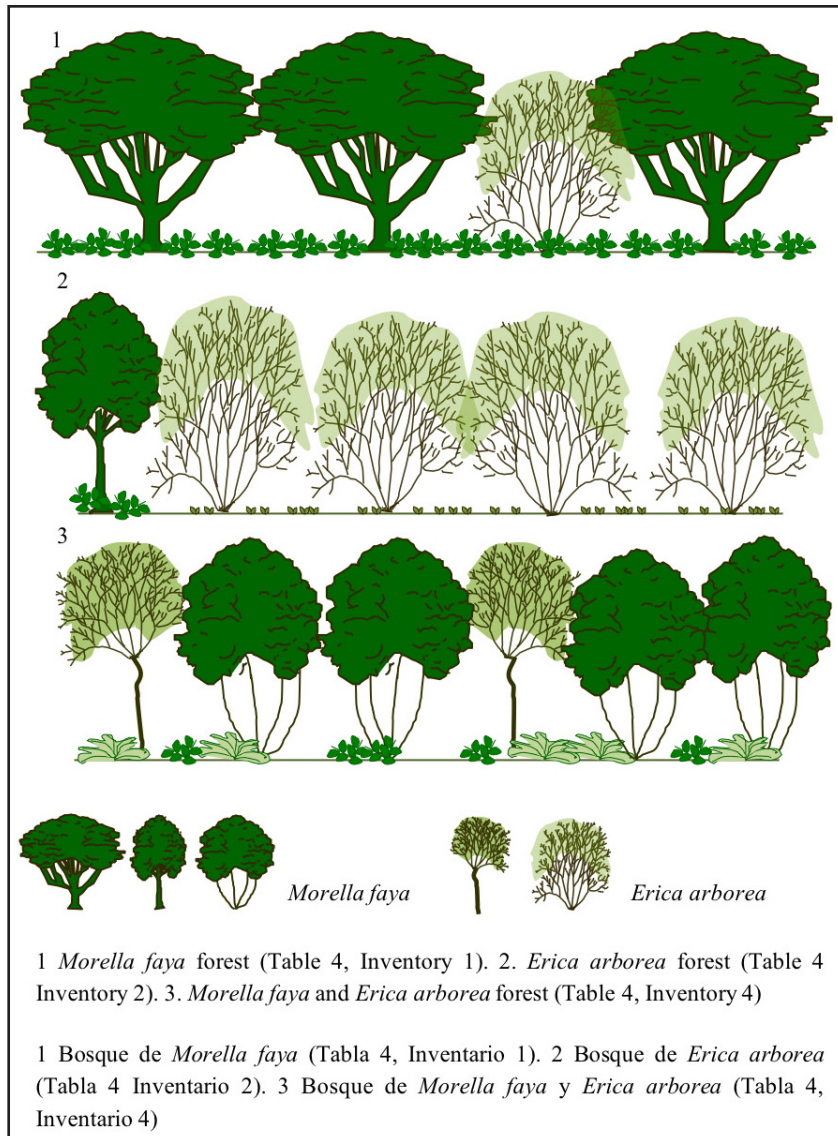 1
2
3
Morella faya
Erica arborea
1 Morella faya forest (Table 4, Inventory 1). 2. Erica arborea forest (Table 4
Inventory 2). 3. Morella faya and Erica arborea forest (Table 4, Inventory 4)
1 Bosque de Morella faya (Tabla 4, Inventario 1). 2 Bosque de Erica arborea
(Tabla 4 Inventario 2). 3 Bosque de Morella faya y Erica arborea (Tabla 4,
Inventario 4)